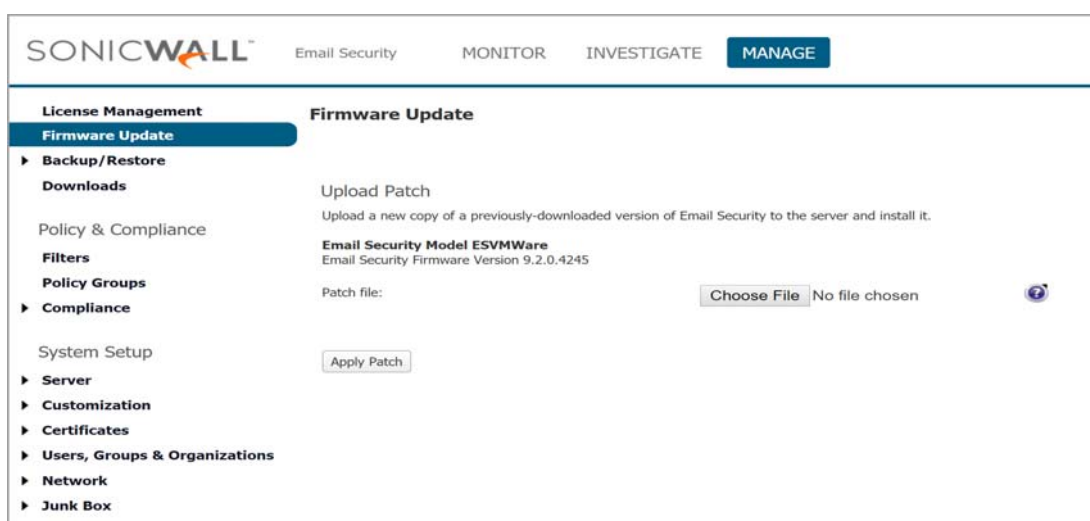 SONICWALL Email Security MONITOR INVESTIGATE MANAGE
License Management
Firmware Update
Backup/Restore
Downloads
Policy & Compliance
Filters
Policy Groups
Compliance
System Setup
Server
Customization
Certificates
Users, Groups & Organizations
Network
Junk Box
Firmware Update
Upload Patch
Upload a new copy of a previously-downloaded version of Email Security to the server and install it.
Email Security Model ESVMWare
Email Security Firmware Version 9.2.0.4245
Patch file: Choose File No file chosen ?
Apply Patch